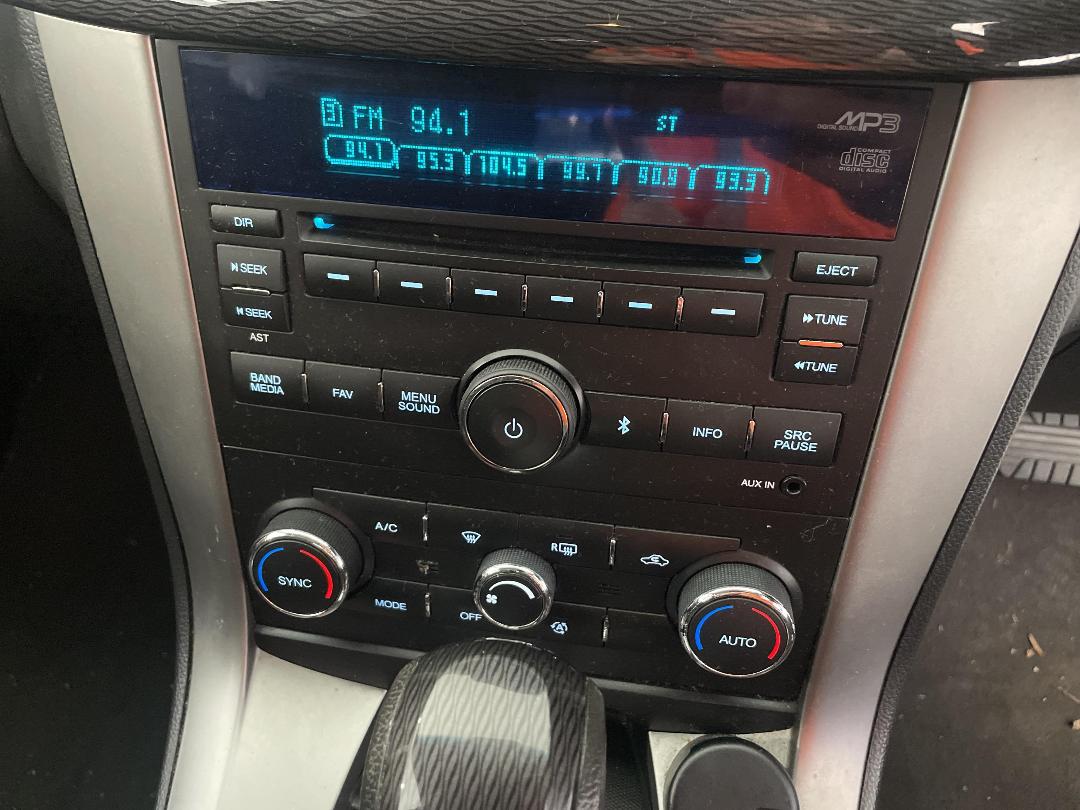 3 FM 94.1 ST
94.1 95.3 104.5 99.7 90.9 93.3
MP3
DIGITAL SOUND
COMPACT
disc
DIGITAL AUDIO
DIR
EJECT
SEEK
SEEK
AST
TUNE
TUNE
BAND
MEDIA
FAV
MENU
SOUND
INFO
SRC
PAUSE
AUX IN
A/C
R
SYNC
MODE
OFF
A
AUTO